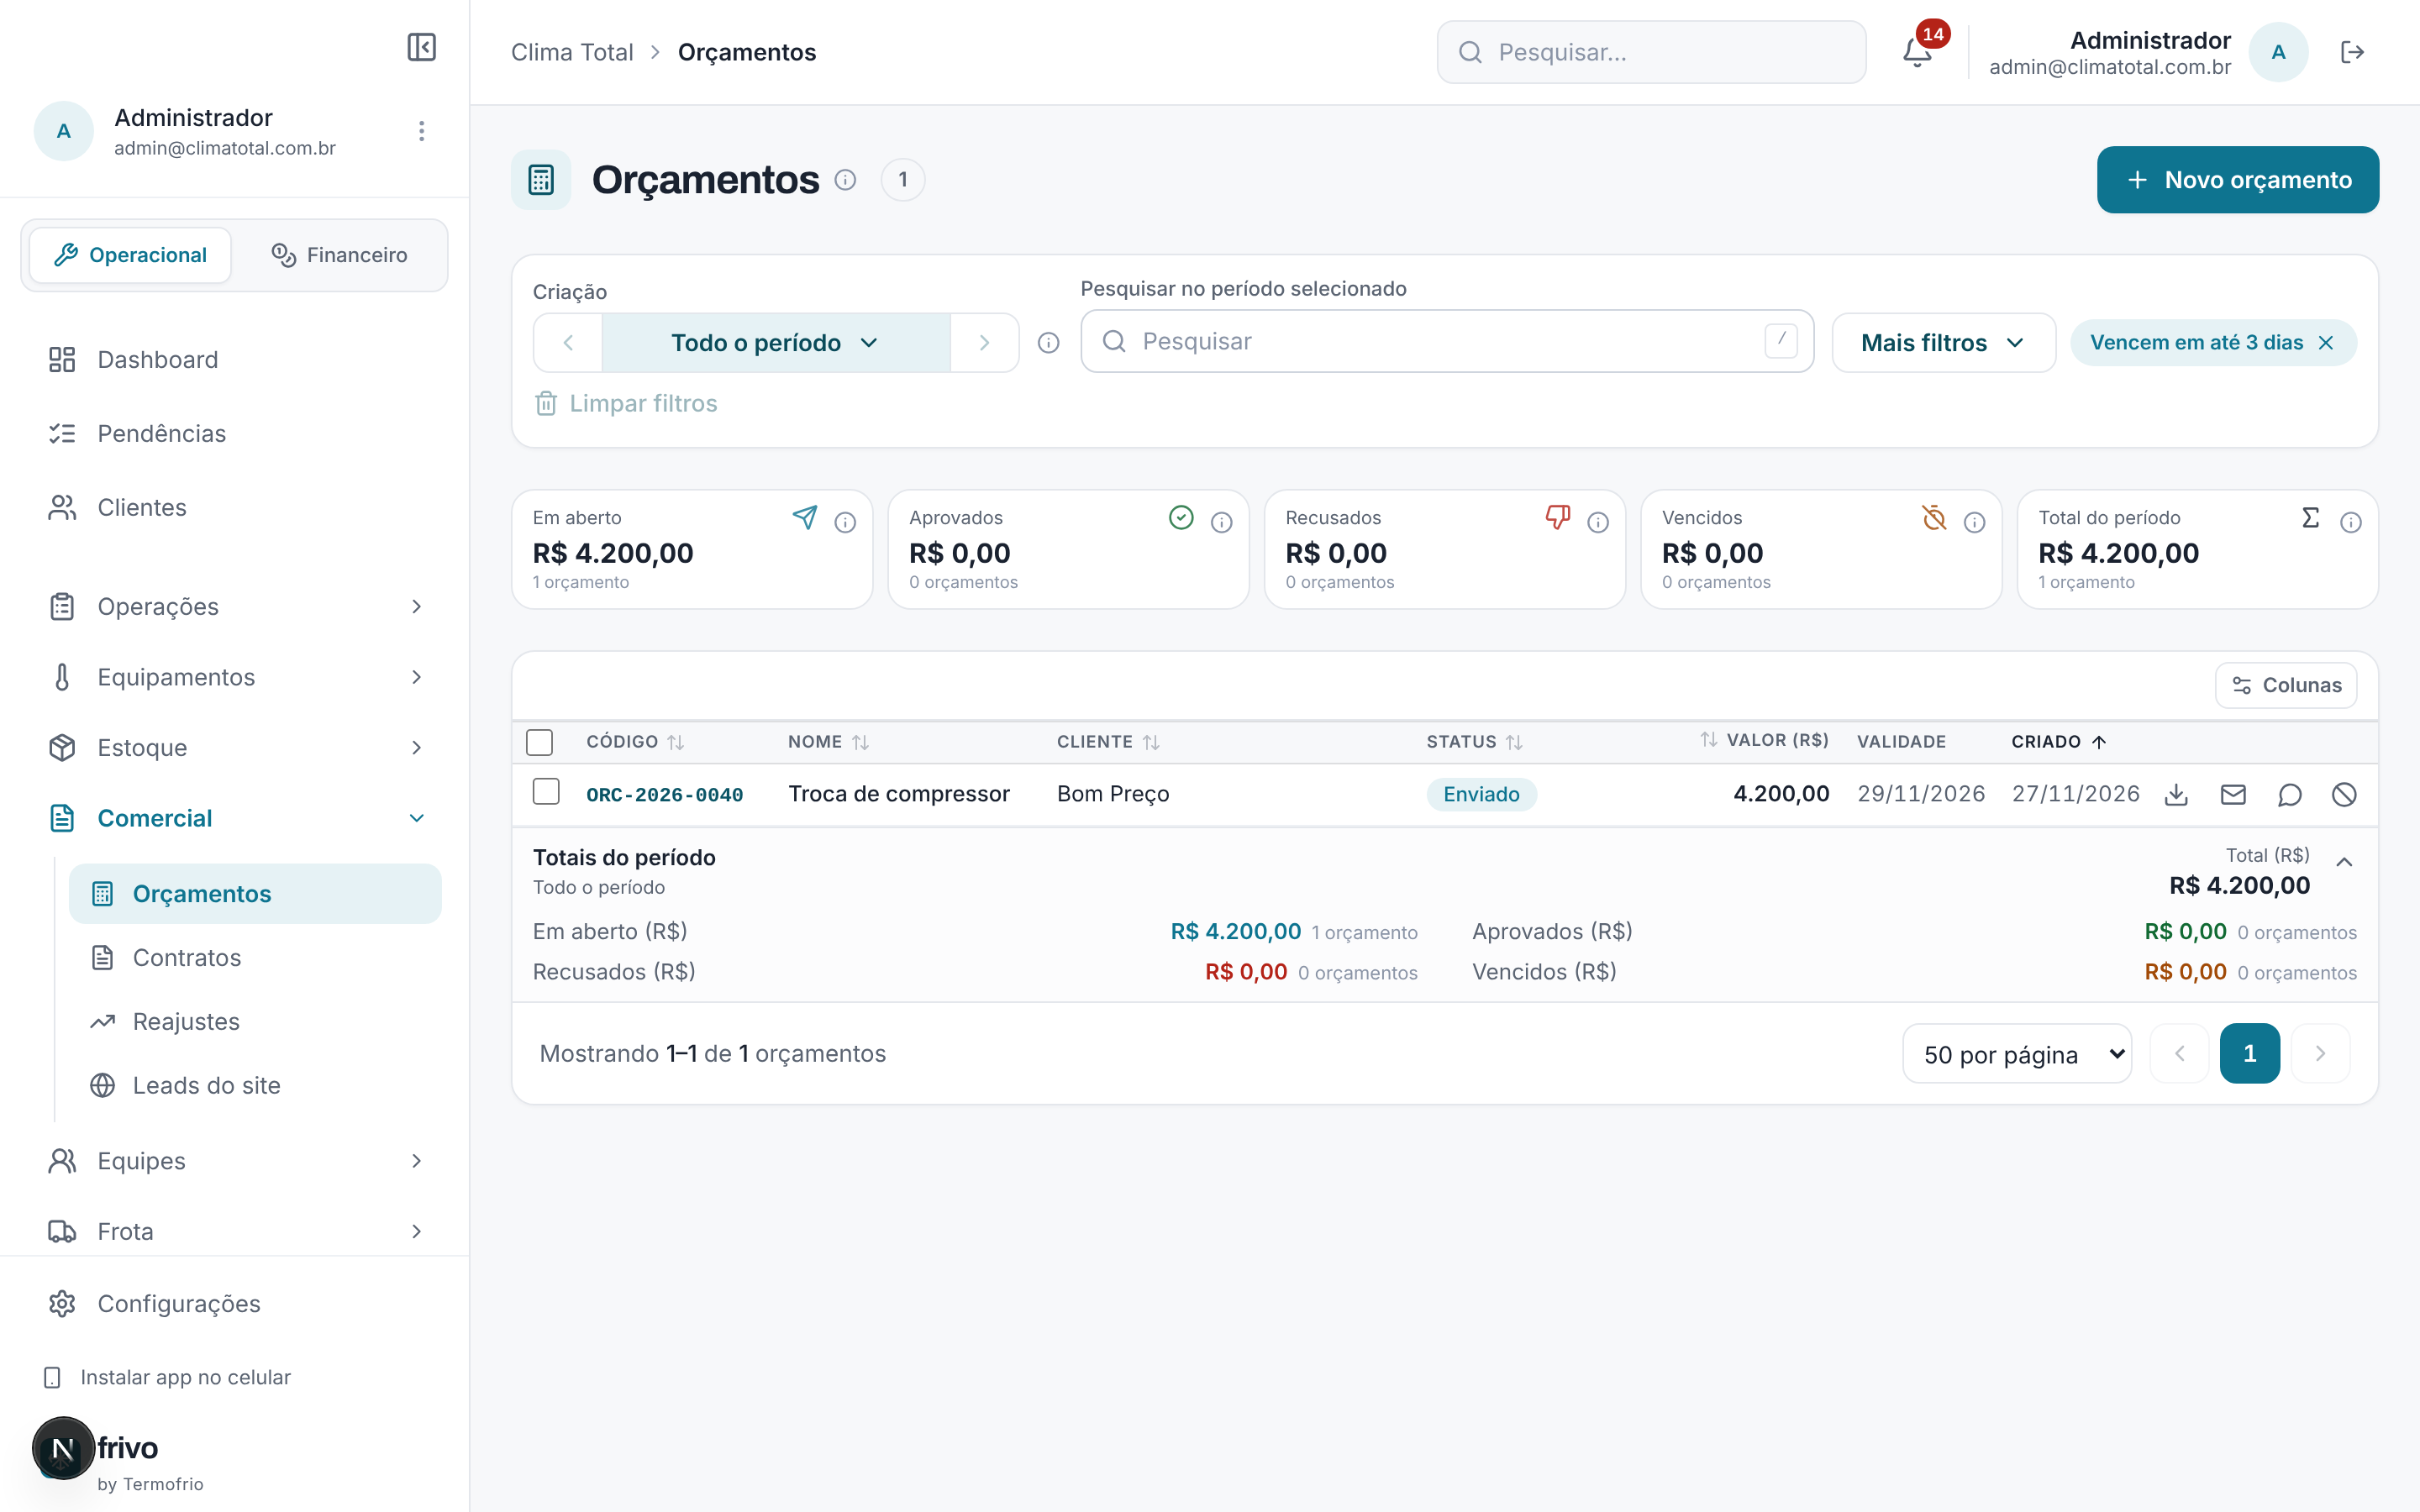 Clima Total
Orçamentos
Pesquisar...
14
Administrador
admin@climatotal.com.br
A
A
Administrador
admin@climatotal.com.br
Operacional
Financeiro
Dashboard
Pendências
Clientes
Operações
Equipamentos
Estoque
Comercial
Orçamentos
Contratos
Reajustes
Leads do site
Equipes
Frota
Configurações
Instalar app no celular
N
frivo
by Termofrio
Orçamentos
1
+ Novo orçamento
Criação
Todo o período
Pesquisar no período selecionado
Pesquisar
/
Mais filtros
Vencem em até 3 dias
Limpar filtros
Em aberto
R$ 4.200,00
1 orçamento
Aprovados
R$ 0,00
0 orçamentos
Recusados
R$ 0,00
0 orçamentos
Vencidos
R$ 0,00
0 orçamentos
Total do período
Σ
R$ 4.200,00
1 orçamento
Colunas
CÓDIGO NOME CLIENTE STATUS VALOR (R$) VALIDADE CRIADO
ORC-2026-0040 Troca de compressor Bom Preço Enviado 4.200,00 29/11/2026 27/11/2026
Totais do período
Todo o período
Total (R$)
R$ 4.200,00
Em aberto (R$) R$ 4.200,00 1 orçamento Aprovados (R$) R$ 0,00 0 orçamentos
Recusados (R$) R$ 0,00 0 orçamentos Vencidos (R$) R$ 0,00 0 orçamentos
Mostrando 1–1 de 1 orçamentos
50 por página
1